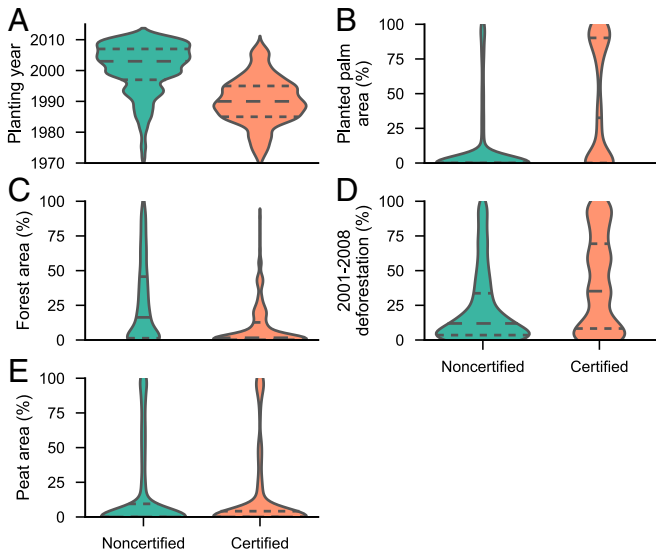 A
Planting year
2010
2000
1990
1980
1970
B
Planted palm
area (%)
100
75
50
25
0
C
Forest area (%)
100
75
50
25
0
D
2001-2008
deforestation (%)
100
75
50
25
0
Noncertified
Certified
E
Peat area (%)
100
75
50
25
0
Noncertified
Certified